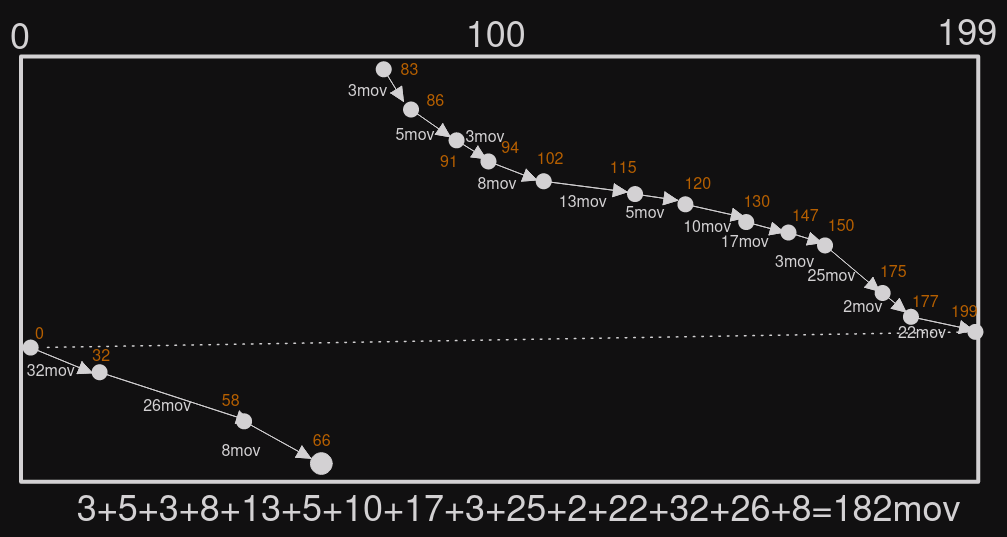 0 100 199
83
3mov
86
5mov 3mov
91 94 102
8mov
115
13mov
120
5mov
130
10mov
147
17mov
150
3mov
25mov
175
2mov
177
199
22mov
0
32
32mov
58
26mov
66
8mov
3+5+3+8+13+5+10+17+3+25+2+22+32+26+8=182mov